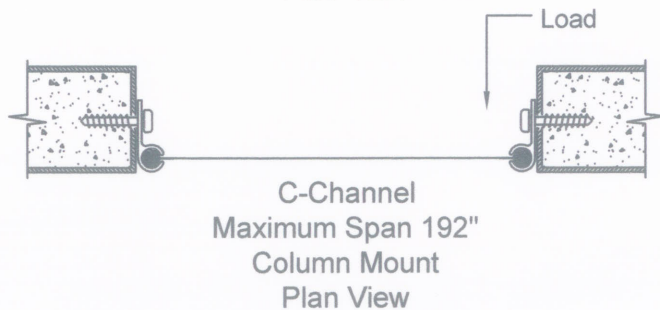 Load
C-Channel
Maximum Span 192"
Column Mount
Plan View